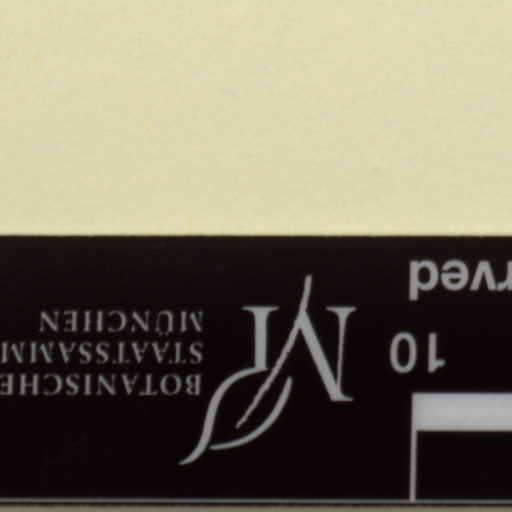 rved
10
BOTANISCHE
STAATSSAMM
MÜNCHEN
M